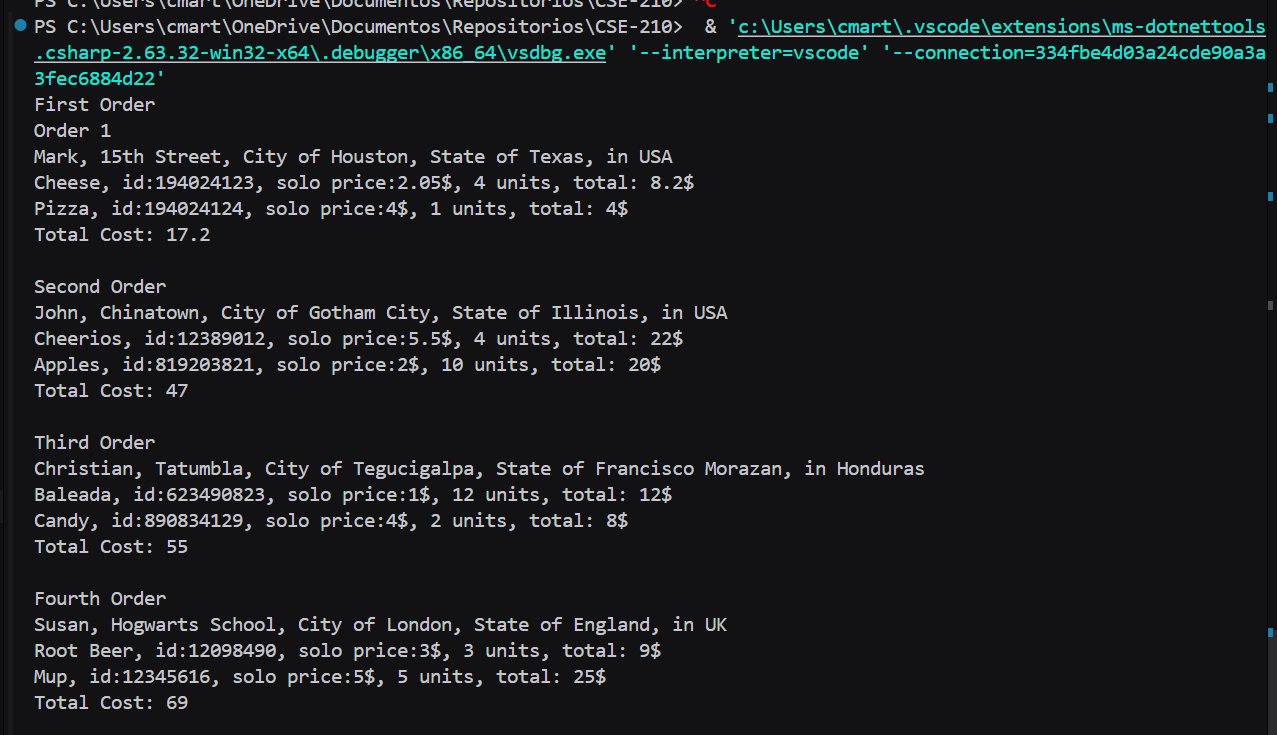 PS C:\Users\cmart\OneDrive\Documentos\Repositorios\CSE-210> ^C
PS C:\Users\cmart\OneDrive\Documentos\Repositorios\CSE-210>  & 'c:\Users\cmart\.vscode\extensions\ms-dotnettools
.csharp-2.63.32-win32-x64\.debugger\x86_64\vsdbg.exe' '--interpreter=vscode' '--connection=334fbe4d03a24cde90a3a
3fec6884d22'
First Order
Order 1
Mark, 15th Street, City of Houston, State of Texas, in USA
Cheese, id:194024123, solo price:2.05$, 4 units, total: 8.2$
Pizza, id:194024124, solo price:4$, 1 units, total: 4$
Total Cost: 17.2

Second Order
John, Chinatown, City of Gotham City, State of Illinois, in USA
Cheerios, id:12389012, solo price:5.5$, 4 units, total: 22$
Apples, id:819203821, solo price:2$, 10 units, total: 20$
Total Cost: 47

Third Order
Christian, Tatumbla, City of Tegucigalpa, State of Francisco Morazan, in Honduras
Baleada, id:623490823, solo price:1$, 12 units, total: 12$
Candy, id:890834129, solo price:4$, 2 units, total: 8$
Total Cost: 55

Fourth Order
Susan, Hogwarts School, City of London, State of England, in UK
Root Beer, id:12098490, solo price:3$, 3 units, total: 9$
Mup, id:12345616, solo price:5$, 5 units, total: 25$
Total Cost: 69